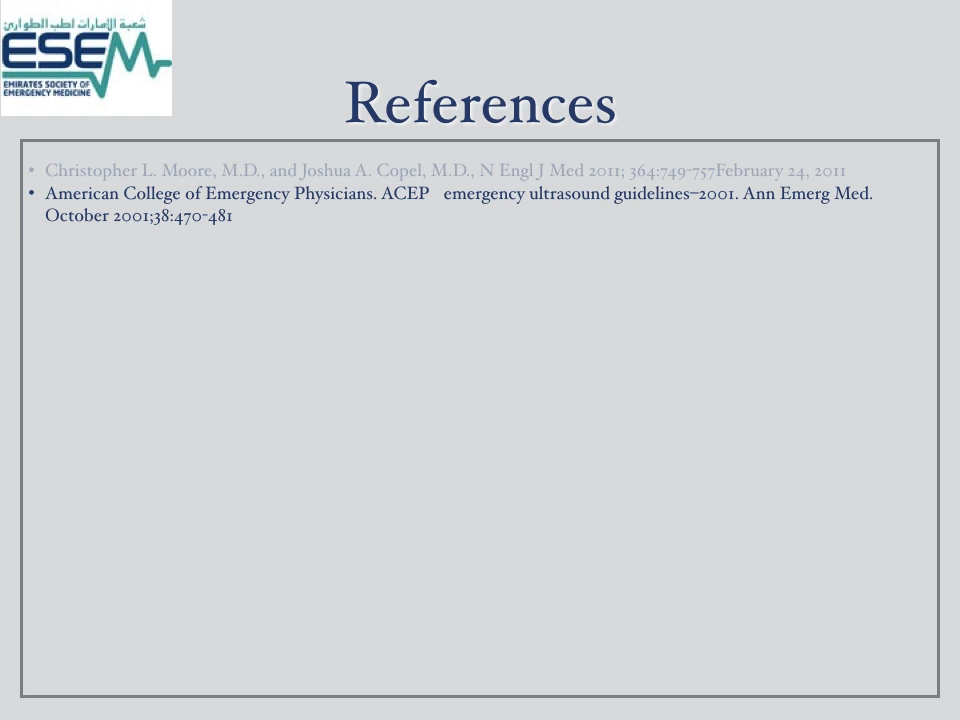 شعبة الإمارات لطب الطوارئ
ESEM
EMIRATES SOCIETY OF
EMERGENCY MEDICINE
References
• Christopher L. Moore, M.D., and Joshua A. Copel, M.D., N Engl J Med 2011; 364:749-757February 24, 2011
• American College of Emergency Physicians. ACEP emergency ultrasound guidelines–2001. Ann Emerg Med.
October 2001;38:470-481